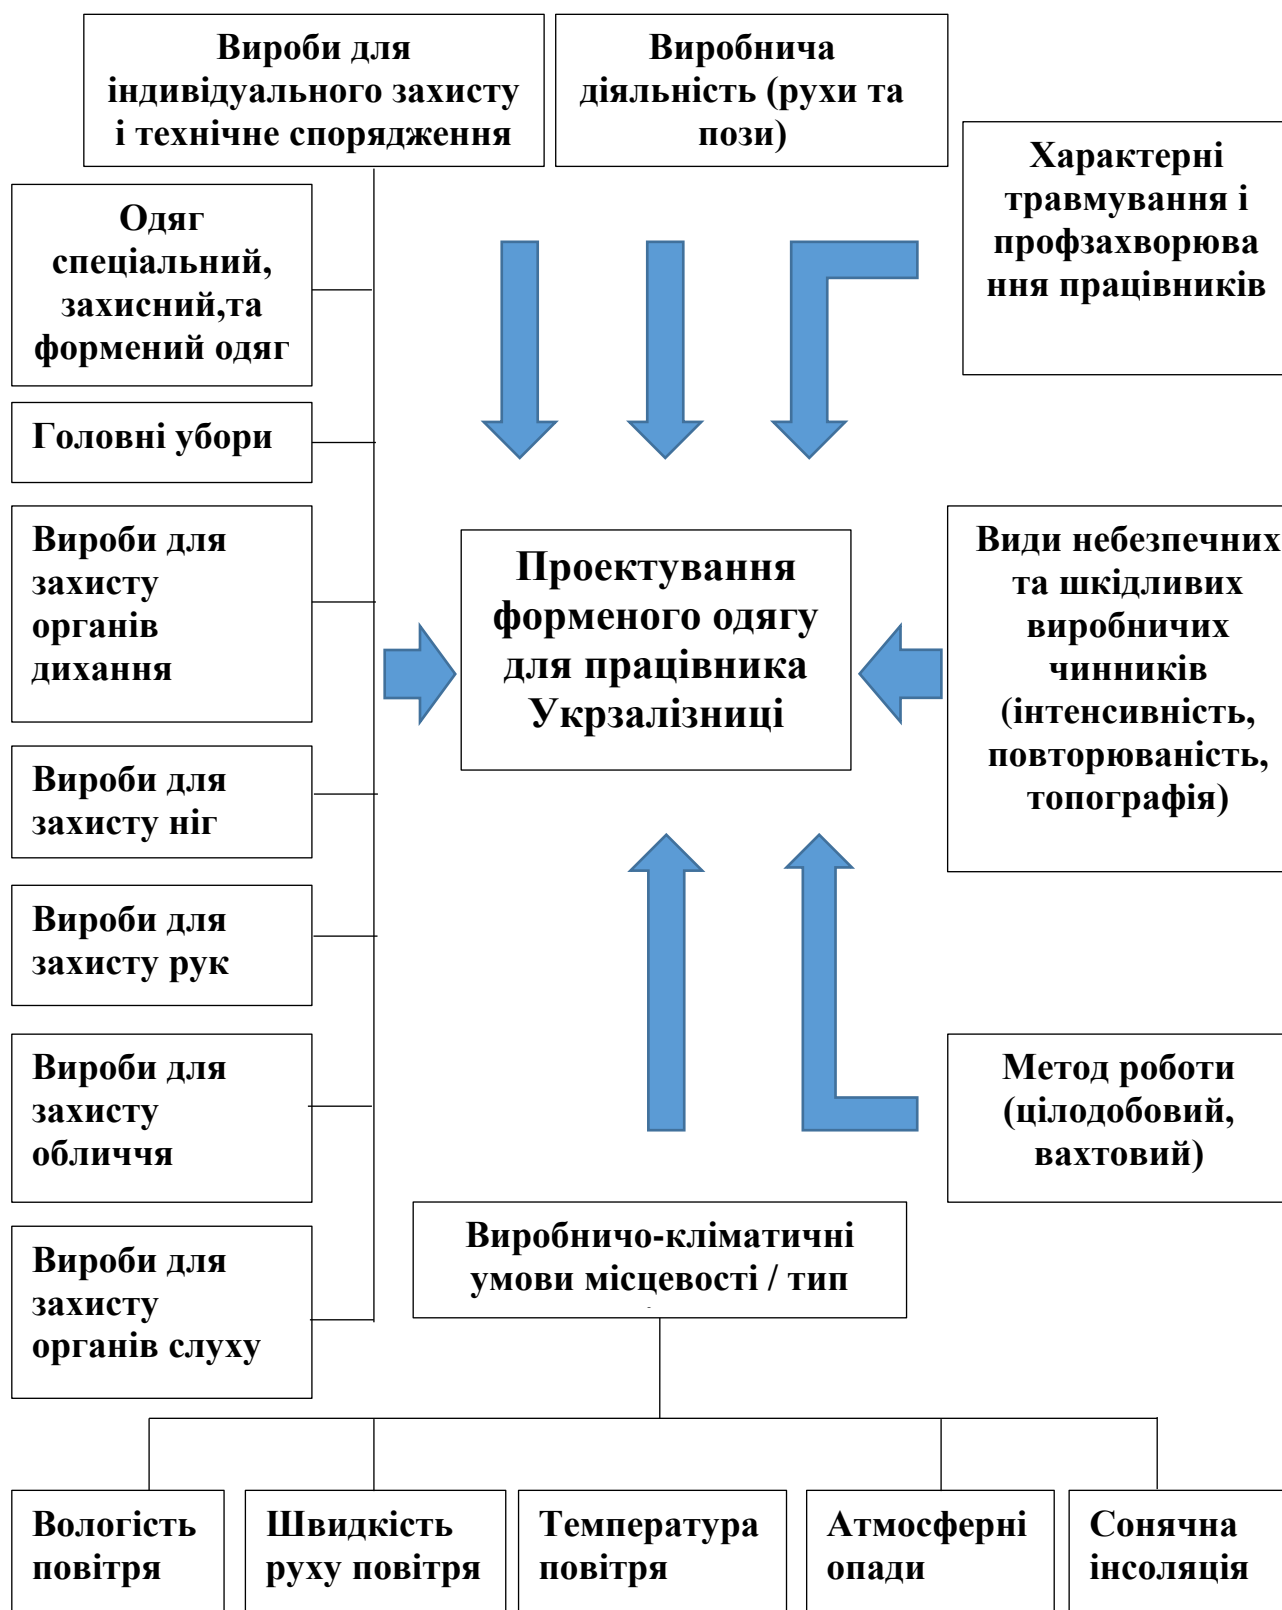 Вироби для
індивідуального захисту
і технічне спорядження
Виробнича
діяльність (рухи та
пози)
Характерні
травмування і
профзахворюва
ння працівників
Одяг
спеціальний,
захисний,та
формений одяг
Головні убори
Вироби для
захисту
органів
дихання
Вироби для
захисту ніг
Вироби для
захисту рук
Вироби для
захисту
обличчя
Вироби для
захисту
органів слуху
Проектування
форменого одягу
для працівника
Укрзалізниці
Види небезпечних
та шкідливих
виробничих
чинників
(інтенсивність,
повторюваність,
топографія)
Метод роботи
(цілодобовий,
вахтовий)
Виробничо-кліматичні
умови місцевості / тип
Вологість
повітря
Швидкість
руху повітря
Температура
повітря
Атмосферні
опади
Сонячна
інсоляція